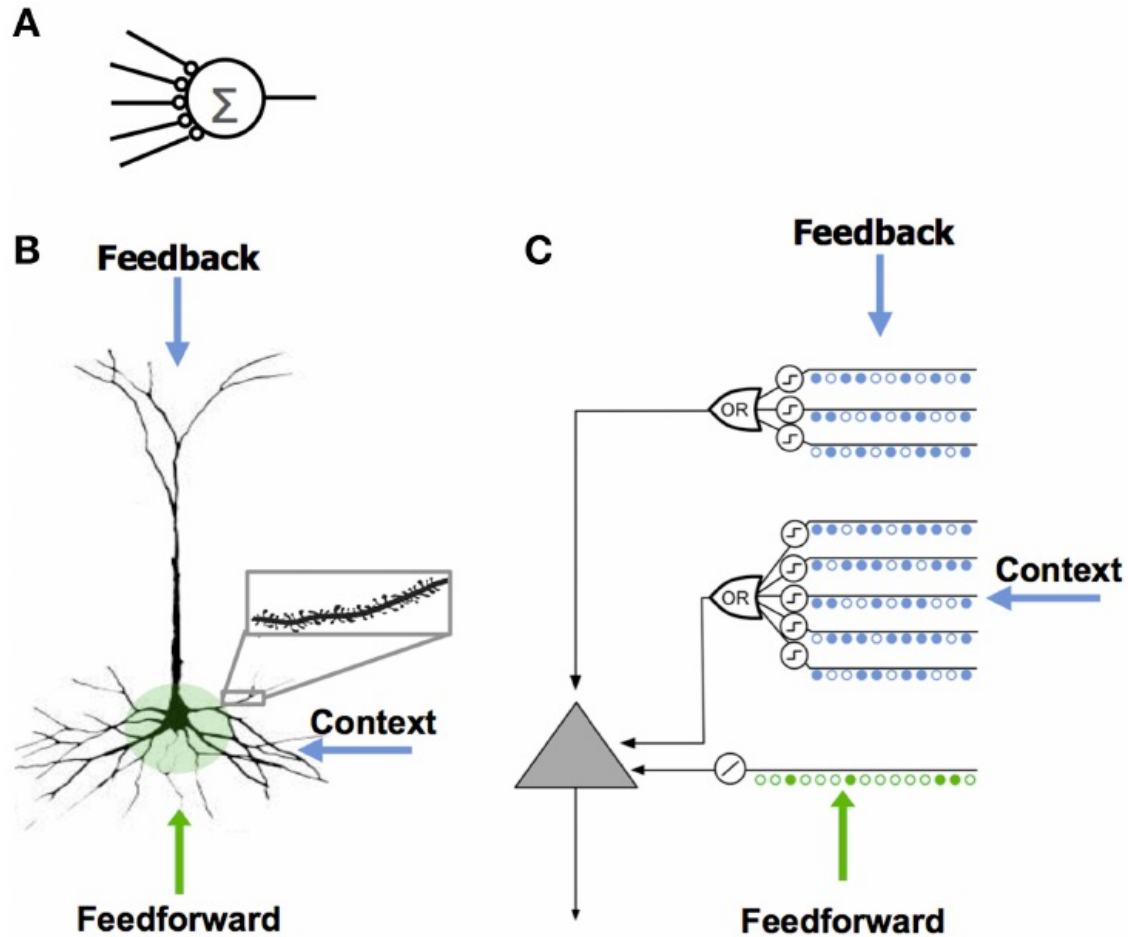 A
Σ
B
Feedback
Context
Feedforward
C
Feedback
OR
OR
Context
Feedforward